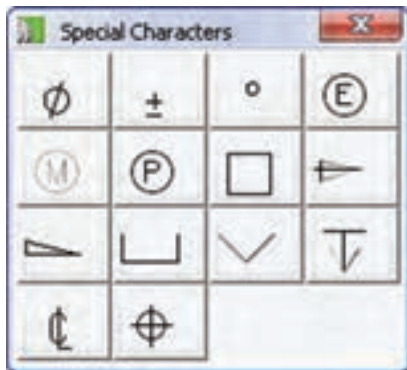 Special Characters
Ø ± ° Ⓔ
Ⓜ Ⓟ □ ⌲
⌳ ⌴ ⌵ ↧
℄ ⌖